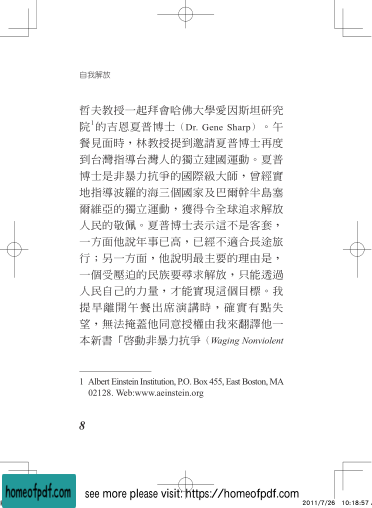 自我解放
哲夫教授一起拜會哈佛大學愛因斯坦研究
院1的吉恩夏普博士（Dr. Gene Sharp）。午
餐見面時，林教授提到邀請夏普博士再度
到台灣指導台灣人的獨立建國運動。夏普
博士是非暴力抗爭的國際級大師，曾經實
地指導波羅的海三個國家及巴爾幹半島塞
爾維亞的獨立運動，獲得令全球追求解放
人民的敬佩。夏普博士表示這不是客套，
一方面他說年事已高，已經不適合長途旅
行；另一方面，他說明最主要的理由是，
一個受壓迫的民族要尋求解放，只能透過
人民自己的力量，才能實現這個目標。我
提早離開午餐出席演講時，確實有點失
望，無法掩蓋他同意授權由我來翻譯他一
本新書「啓動非暴力抗爭（Waging Nonviolent
1 Albert Einstein Institution, P.O. Box 455, East Boston, MA
02128. Web:www.aeinstein.org
8
homeofpdf.com
see more please visit: https://homeofpdf.com
2011/7/26 10:18:57